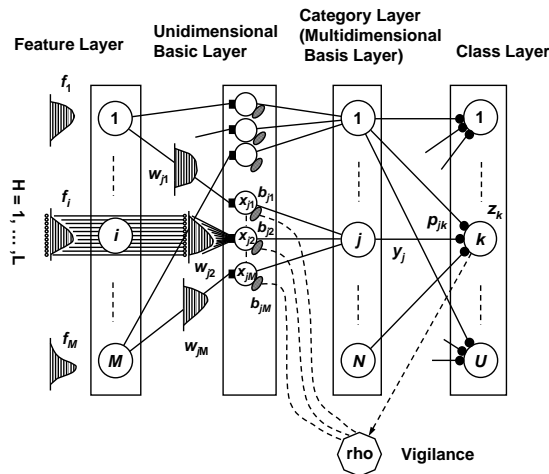 Feature Layer
Unidimensional
Basic Layer
Category Layer
(Multidimensional
Basis Layer)
Class Layer
f1
1
1
1
wj1
H = 1, ... , L
fi
i
xj1
bj1
xj2
bj2
wj2
xjM
bjM
j
yj
pjk
zk
k
fM
M
wjM
N
U
rho
Vigilance